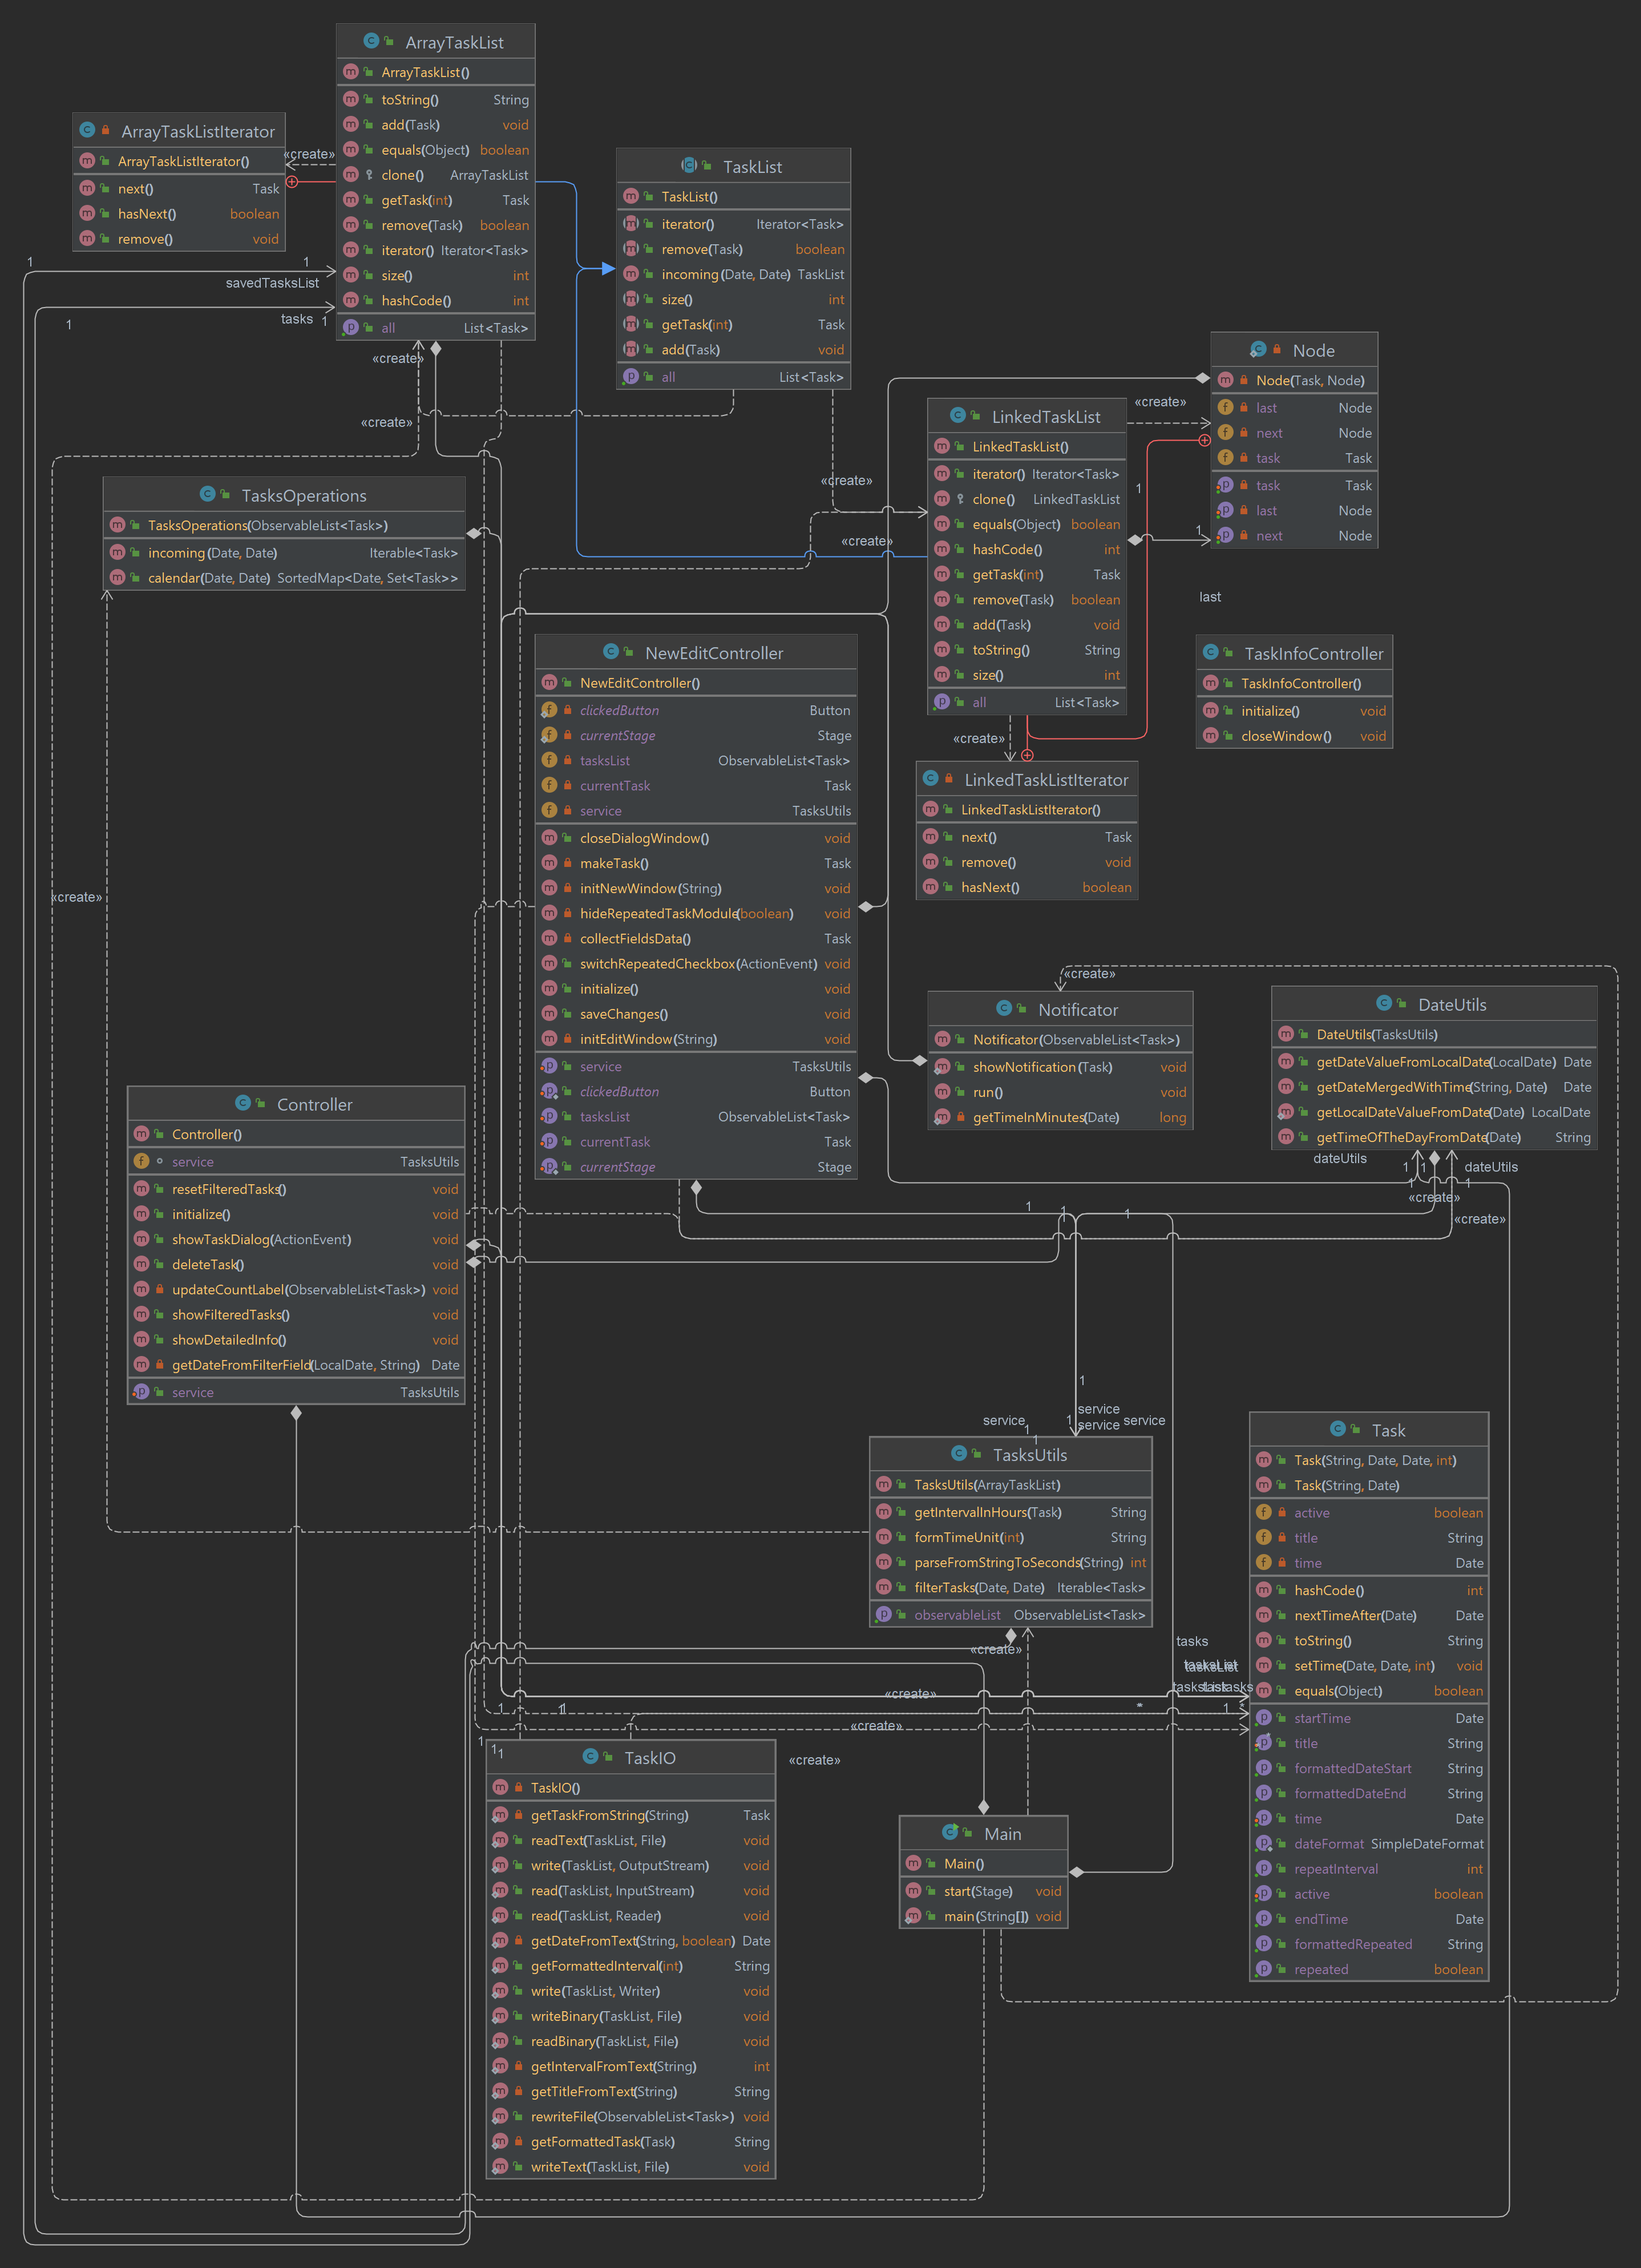 ArrayTaskList
ArrayTaskList()
toString() String
add(Task) void
equals(Object) boolean
clone() ArrayTaskList
getTask(int) Task
remove(Task) boolean
iterator() Iterator<Task>
size() int
hashCode() int
all List<Task>
ArrayTaskListIterator
ArrayTaskListIterator()
next() Task
hasNext() boolean
remove() void
«create»
1
1
savedTasksList
1
tasks 1
«create»
«create»
TaskList
TaskList()
iterator() Iterator<Task>
remove(Task) boolean
incoming(Date, Date) TaskList
size() int
getTask(int) Task
add(Task) void
all List<Task>
Node
Node(Task, Node)
last Node
next Node
task Task
task Task
last Node
next Node
«create»
1
1
last
LinkedTaskList
LinkedTaskList()
iterator() Iterator<Task>
clone() LinkedTaskList
equals(Object) boolean
hashCode() int
getTask(int) Task
remove(Task) boolean
add(Task) void
toString() String
size() int
all List<Task>
«create»
«create»
«create»
TasksOperations
TasksOperations(ObservableList<Task>)
incoming(Date, Date) Iterable<Task>
calendar(Date, Date) SortedMap<Date, Set<Task>>
«create»
NewEditController
NewEditController()
clickedButton Button
currentStage Stage
tasksList ObservableList<Task>
currentTask Task
service TasksUtils
closeDialogWindow() void
makeTask() Task
initNewWindow(String) void
hideRepeatedTaskModule(boolean) void
collectFieldsData() Task
switchRepeatedCheckbox(ActionEvent) void
initialize() void
saveChanges() void
initEditWindow(String) void
service TasksUtils
clickedButton Button
tasksList ObservableList<Task>
currentTask Task
currentStage Stage
TaskInfoController
TaskInfoController()
initialize() void
closeWindow() void
LinkedTaskListIterator
LinkedTaskListIterator()
next() Task
remove() void
hasNext() boolean
«create»
Notificator
Notificator(ObservableList<Task>)
showNotification(Task) void
run() void
getTimeInMinutes(Date) long
DateUtils
DateUtils(TasksUtils)
getDateValueFromLocalDate(LocalDate) Date
getDateMergedWithTime(String, Date) Date
getLocalDateValueFromDate(Date) LocalDate
getTimeOfTheDayFromDate(Date) String
dateUtils
1
1
dateUtils
1
1
«create»
«create»
Controller
Controller()
service TasksUtils
resetFilteredTasks() void
initialize() void
showTaskDialog(ActionEvent) void
deleteTask() void
updateCountLabel(ObservableList<Task>) void
showFilteredTasks() void
showDetailedInfo() void
getDateFromFilterField(LocalDate, String) Date
service TasksUtils
1
1
1
1
service
service
service
service
1
1
1
TasksUtils
TasksUtils(ArrayTaskList)
getIntervalInHours(Task) String
formTimeUnit(int) String
parseFromStringToSeconds(String) int
filterTasks(Date, Date) Iterable<Task>
observableList ObservableList<Task>
«create»
tasks
tasksList
tasksList
tasks
«create»
1
1
*
1
*
«create»
1
1
1
«create»
Task
Task(String, Date, Date, int)
Task(String, Date)
active boolean
title String
time Date
hashCode() int
nextTimeAfter(Date) Date
toString() String
setTime(Date, Date, int) void
equals(Object) boolean
startTime Date
title String
formattedDateStart String
formattedDateEnd String
time Date
dateFormat SimpleDateFormat
repeatInterval int
active boolean
endTime Date
formattedRepeated String
repeated boolean
TaskIO
TaskIO()
getTaskFromString(String) Task
readText(TaskList, File) void
write(TaskList, OutputStream) void
read(TaskList, InputStream) void
read(TaskList, Reader) void
getDateFromText(String, boolean) Date
getFormattedInterval(int) String
write(TaskList, Writer) void
writeBinary(TaskList, File) void
readBinary(TaskList, File) void
getIntervalFromText(String) int
getTitleFromText(String) String
rewriteFile(ObservableList<Task>) void
getFormattedTask(Task) String
writeText(TaskList, File) void
Main
Main()
start(Stage) void
main(String[]) void